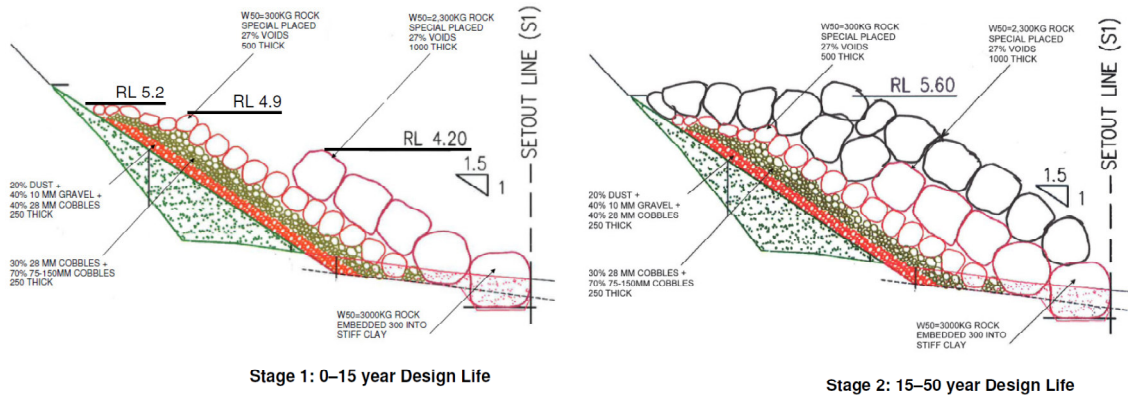 W50=300KG ROCK
SPECIAL PLACED
27% VOIDS
500 THICK
W50=2,300KG ROCK
SPECIAL PLACED
27% VOIDS
1000 THICK
SETOUT LINE (S1)
RL 5.2
RL 4.9
RL 4.20
1.5
1
20% DUST +
40% 10 MM GRAVEL +
40% 28 MM COBBLES
250 THICK
30% 28 MM COBBLES +
70% 75-150MM COBBLES
250 THICK
W50=3000KG ROCK
EMBEDDED 300 INTO
STIFF CLAY
Stage 1: 0–15 year Design Life
W50=300KG ROCK
SPECIAL PLACED
27% VOIDS
500 THICK
W50=2,300KG ROCK
SPECIAL PLACED
27% VOIDS
1000 THICK
SETOUT LINE (S1)
RL 5.60
1.5
1
20% DUST +
40% 10 MM GRAVEL +
40% 28 MM COBBLES
250 THICK
30% 28 MM COBBLES +
70% 75-150MM COBBLES
250 THICK
W50=3000KG ROCK
EMBEDDED 300 INTO
STIFF CLAY
Stage 2: 15–50 year Design Life